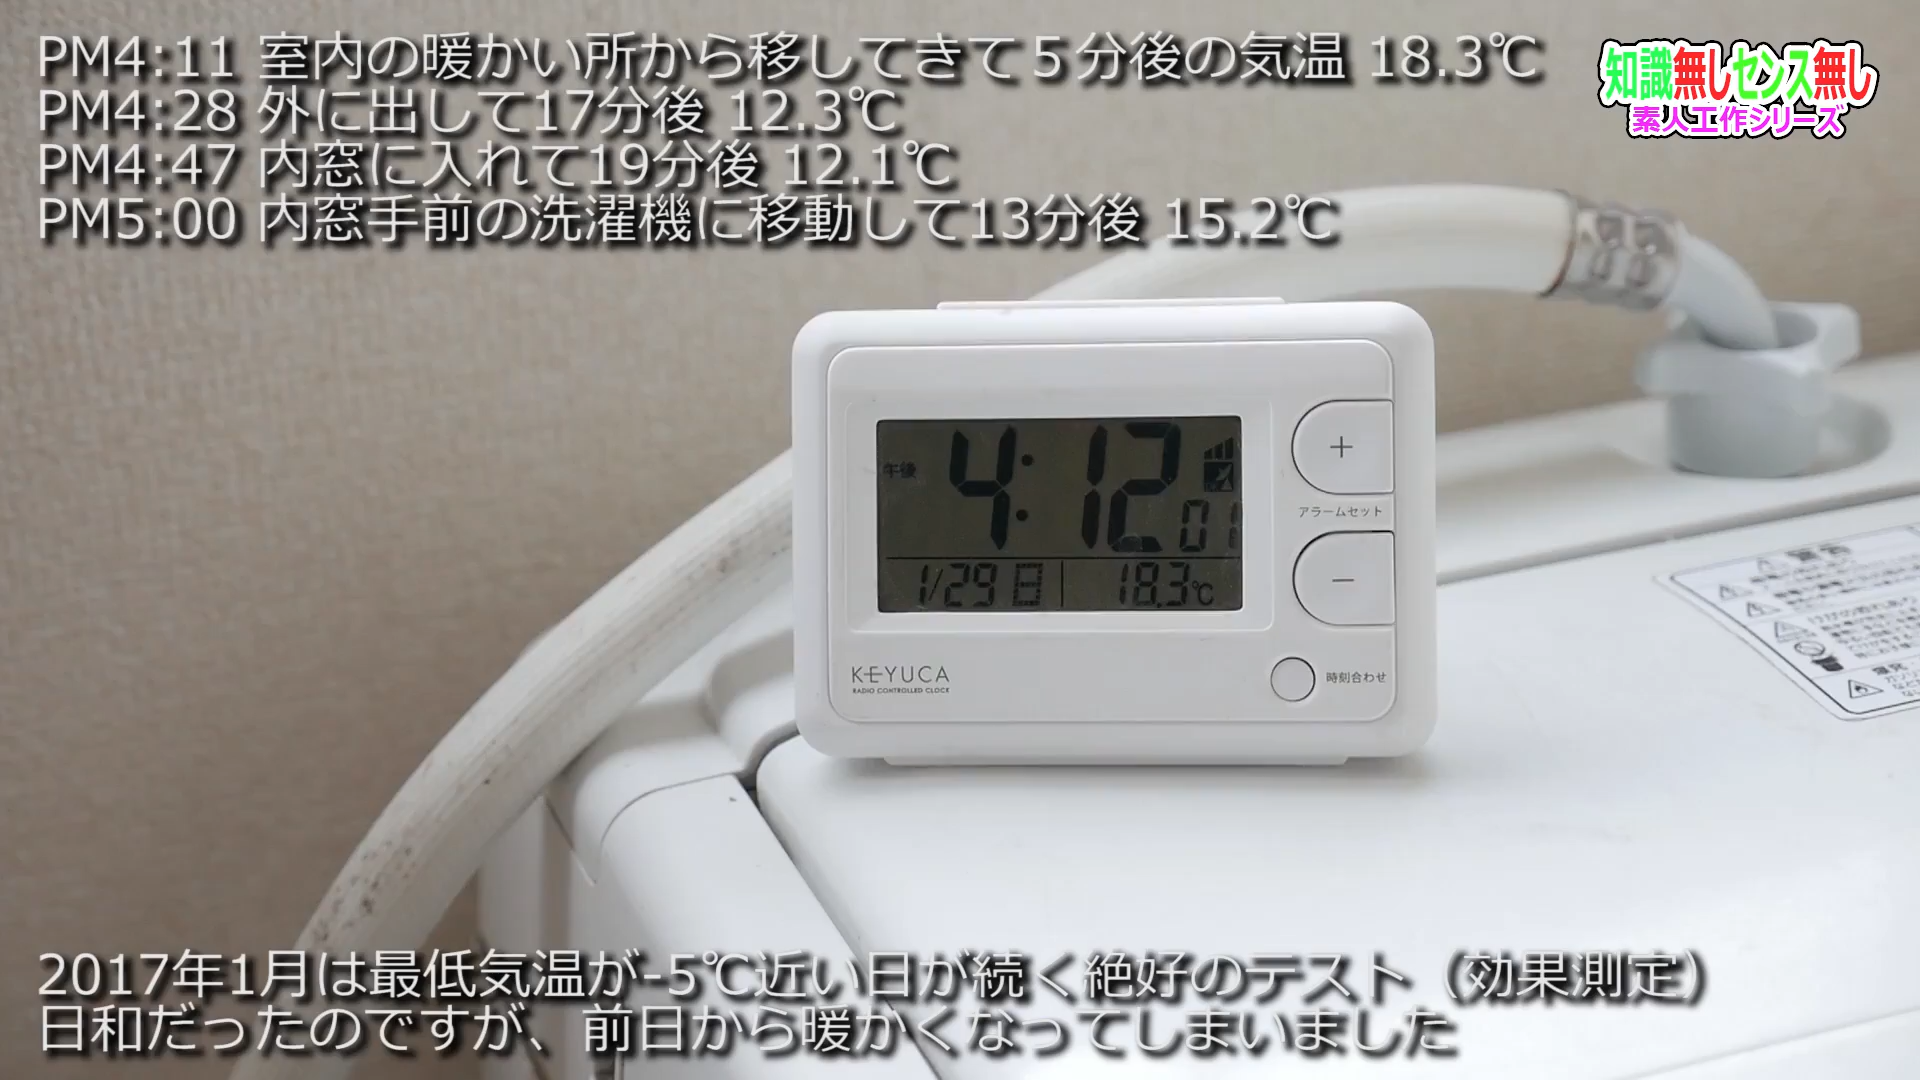 PM4:11 室内の暖かい所から移してきて５分後の気温 18.3℃
PM4:28 外に出して17分後 12.3℃
PM4:47 内窓に入れて19分後 12.1℃
PM5:00 内窓手前の洗濯機に移動して13分後 15.2℃
知識無しセンス無し
素人工作シリーズ
午後 4:12 01
1/29 日 18.3℃
+
アラームセット
−
KEYUCA
RADIO CONTROLLED CLOCK
時刻合わせ
警告
2017年1月は最低気温が-5℃近い日が続く絶好のテスト（効果測定）
日和だったのですが、前日から暖かくなってしまいました